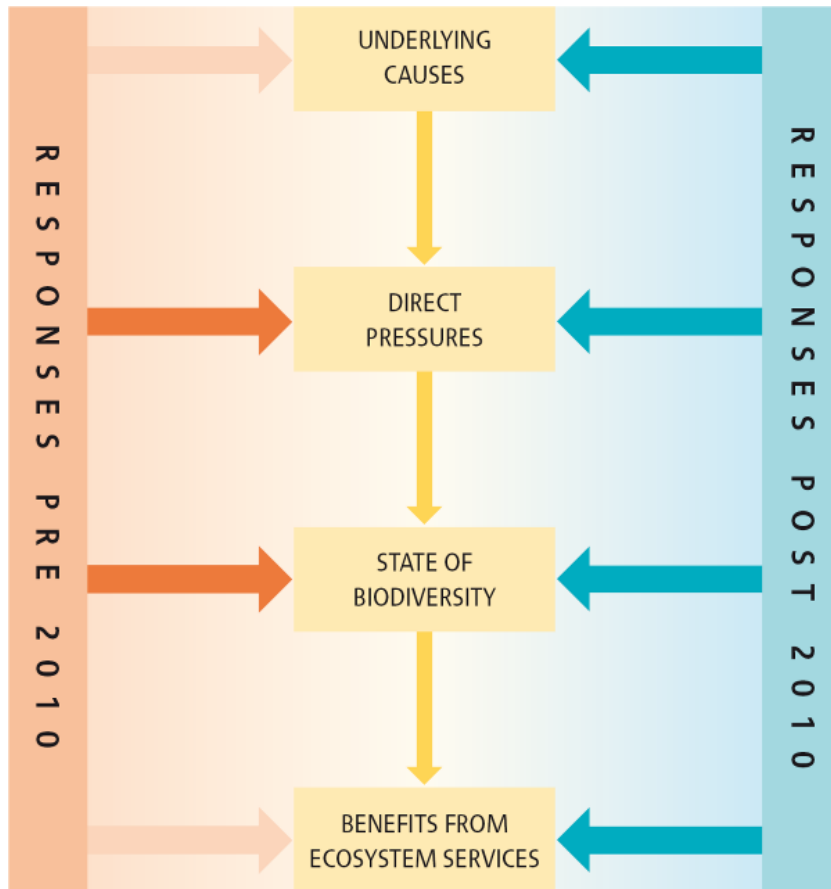 RESPONSES PRE 2010
UNDERLYING
CAUSES
DIRECT
PRESSURES
STATE OF
BIODIVERSITY
BENEFITS FROM
ECOSYSTEM SERVICES
RESPONSES POST 2010